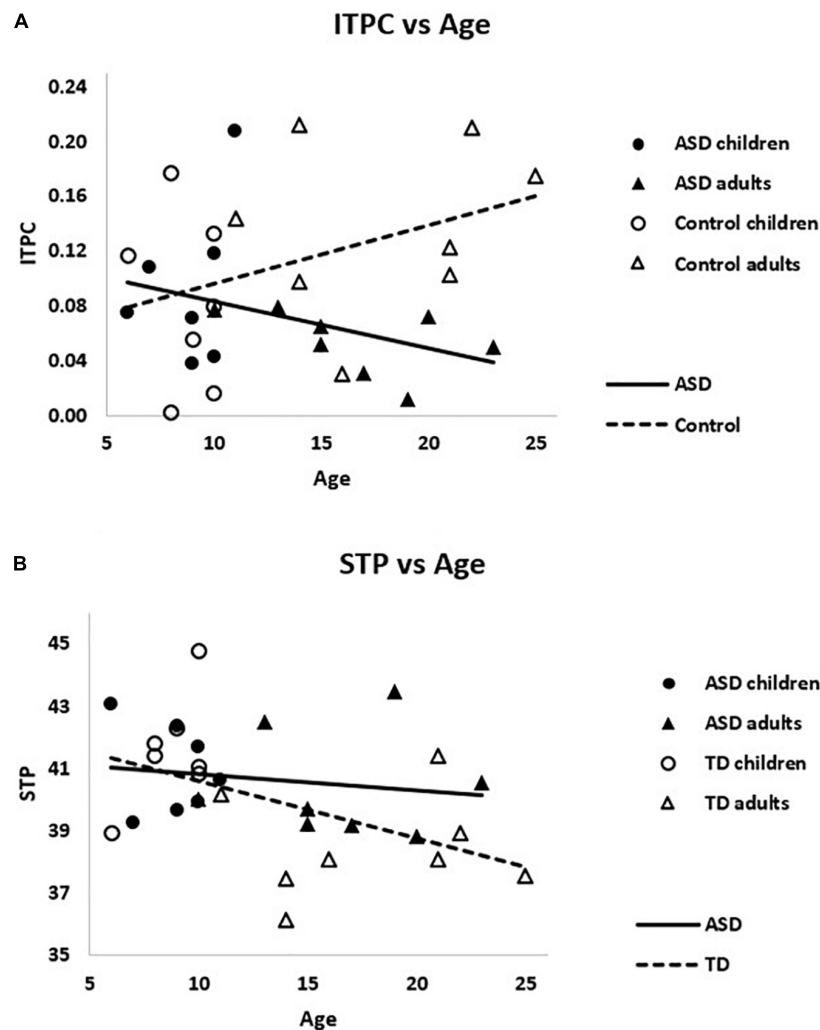 A
ITPC vs Age
0.24
0.20
0.16
0.12
0.08
0.04
0.00
ITPC
5 10 15 20 25
Age
ASD children
ASD adults
Control children
Control adults
ASD
Control
B
STP vs Age
45
43
41
39
37
35
STP
5 10 15 20 25
Age
ASD children
ASD adults
TD children
TD adults
ASD
TD